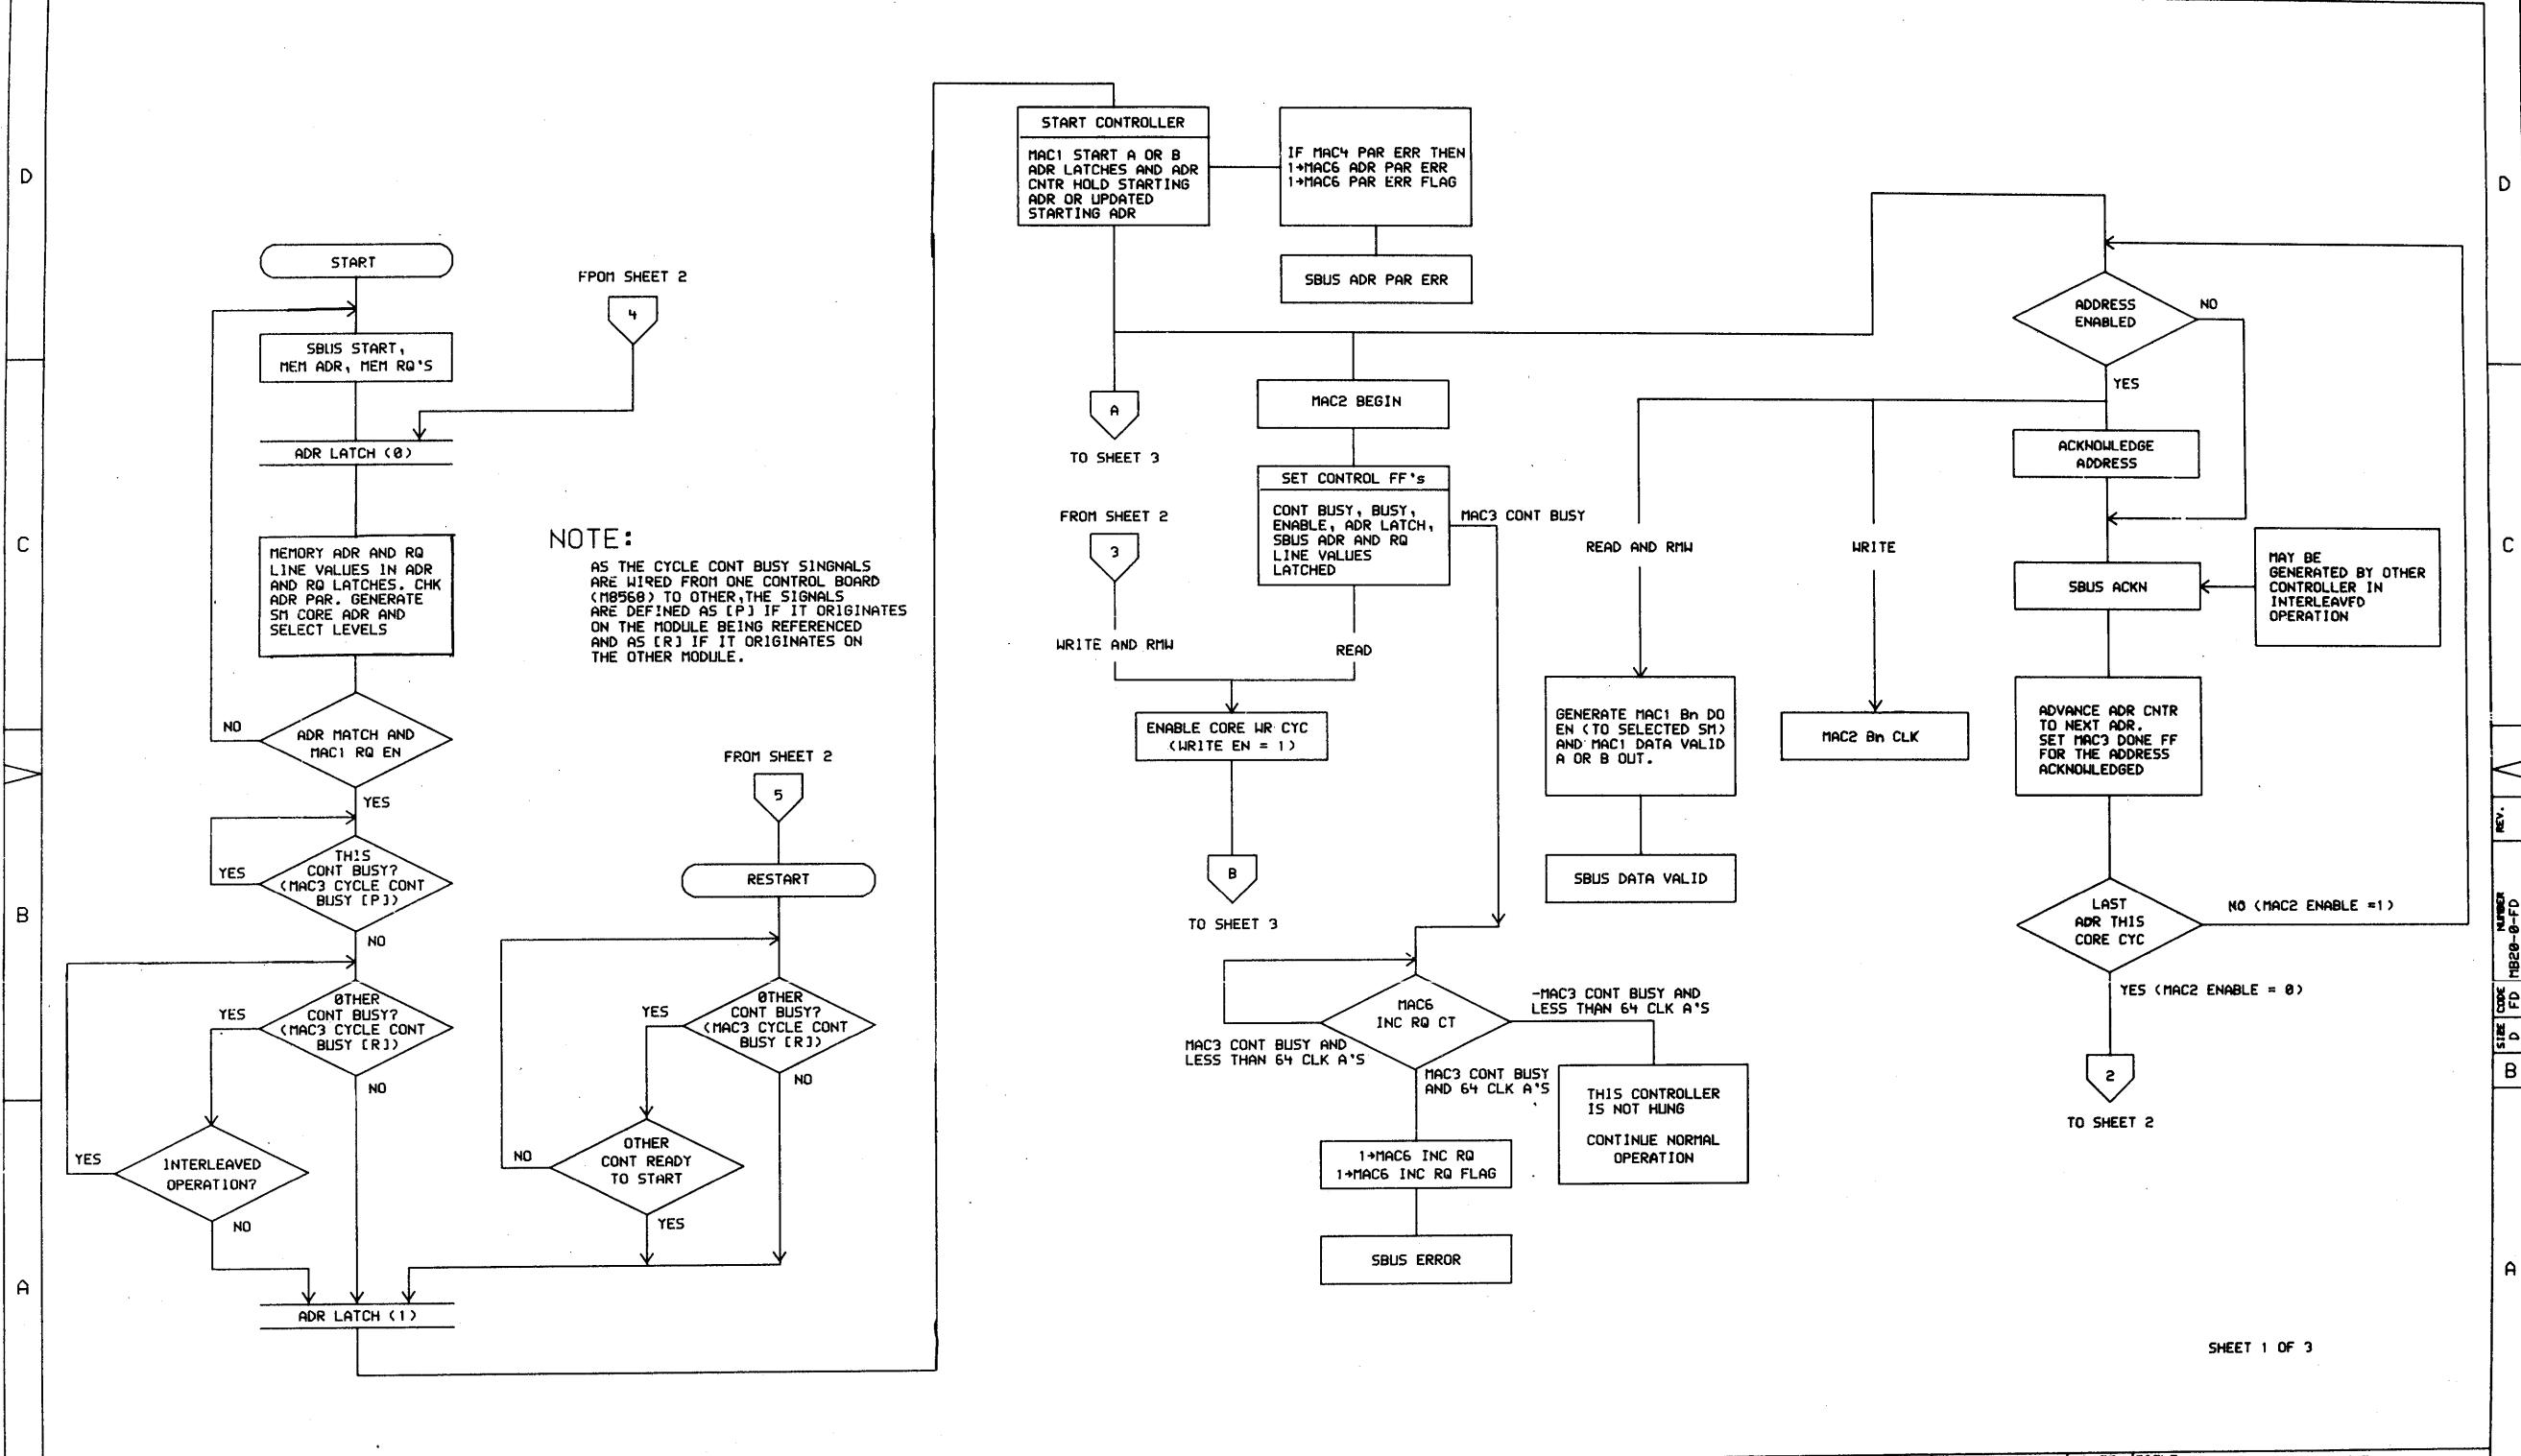 D
C
B
A
START
SBUS START,
MEM ADR, MEM RQ'S
FPOM SHEET 2
4
ADR LATCH (0)
MEMORY ADR AND RQ
LINE VALUES IN ADR
AND RQ LATCHES. CHK
ADR PAR. GENERATE
SM CORE ADR AND
SELECT LEVELS
NOTE:
AS THE CYCLE CONT BUSY SINGNALS
ARE WIRED FROM ONE CONTROL BOARD
(M8568) TO OTHER,THE SIGNALS
ARE DEFINED AS [P] IF IT ORIGINATES
ON THE MODULE BEING REFERENCED
AND AS [R] IF IT ORIGINATES ON
THE OTHER MODULE.
NO
ADR MATCH AND
MAC1 RQ EN
YES
THIS
CONT BUSY?
(MAC3 CYCLE CONT
BUSY [P])
YES
NO
0THER
CONT BUSY?
(MAC3 CYCLE CONT
BUSY [R])
YES
NO
INTERLEAVED
OPERATION?
YES
NO
ADR LATCH (1)
FROM SHEET 2
5
RESTART
0THER
CONT BUSY?
(MAC3 CYCLE CONT
BUSY [R])
YES
NO
OTHER
CONT READY
TO START
NO
YES
START CONTROLLER
MAC1 START A OR B
ADR LATCHES AND ADR
CNTR HOLD STARTING
ADR OR UPDATED
STARTING ADR
IF MAC4 PAR ERR THEN
1→MAC6 ADR PAR ERR
1→MAC6 PAR ERR FLAG
SBUS ADR PAR ERR
A
TO SHEET 3
MAC2 BEGIN
SET CONTROL FF's
CONT BUSY, BUSY,
ENABLE, ADR LATCH,
SBUS ADR AND RQ
LINE VALUES
LATCHED
MAC3 CONT BUSY
FROM SHEET 2
3
WRITE AND RMW
READ
ENABLE CORE WR CYC
(WRITE EN = 1)
B
TO SHEET 3
MAC6
INC RQ CT
-MAC3 CONT BUSY AND
LESS THAN 64 CLK A'S
MAC3 CONT BUSY AND
LESS THAN 64 CLK A'S
MAC3 CONT BUSY
AND 64 CLK A'S
THIS CONTROLLER
IS NOT HUNG
CONTINUE NORMAL
OPERATION
1→MAC6 INC RQ
1→MAC6 INC RQ FLAG
SBUS ERROR
READ AND RMW
WRITE
GENERATE MAC1 Bn DO
EN (TO SELECTED SM)
AND MAC1 DATA VALID
A OR B OUT.
SBUS DATA VALID
MAC2 Bn CLK
ADDRESS
ENABLED
NO
YES
ACKNOWLEDGE
ADDRESS
SBUS ACKN
MAY BE
GENERATED BY OTHER
CONTROLLER IN
INTERLEAVED
OPERATION
ADVANCE ADR CNTR
TO NEXT ADR.
SET MAC3 DONE FF
FOR THE ADDRESS
ACKNOWLEDGED
LAST
ADR THIS
CORE CYC
NO (MAC2 ENABLE =1)
YES (MAC2 ENABLE = 0)
2
TO SHEET 2
SHEET 1 OF 3
D
C
REV.
NUMBER
MB20-0-FD
CODE
FD
SIZE
D
B
A